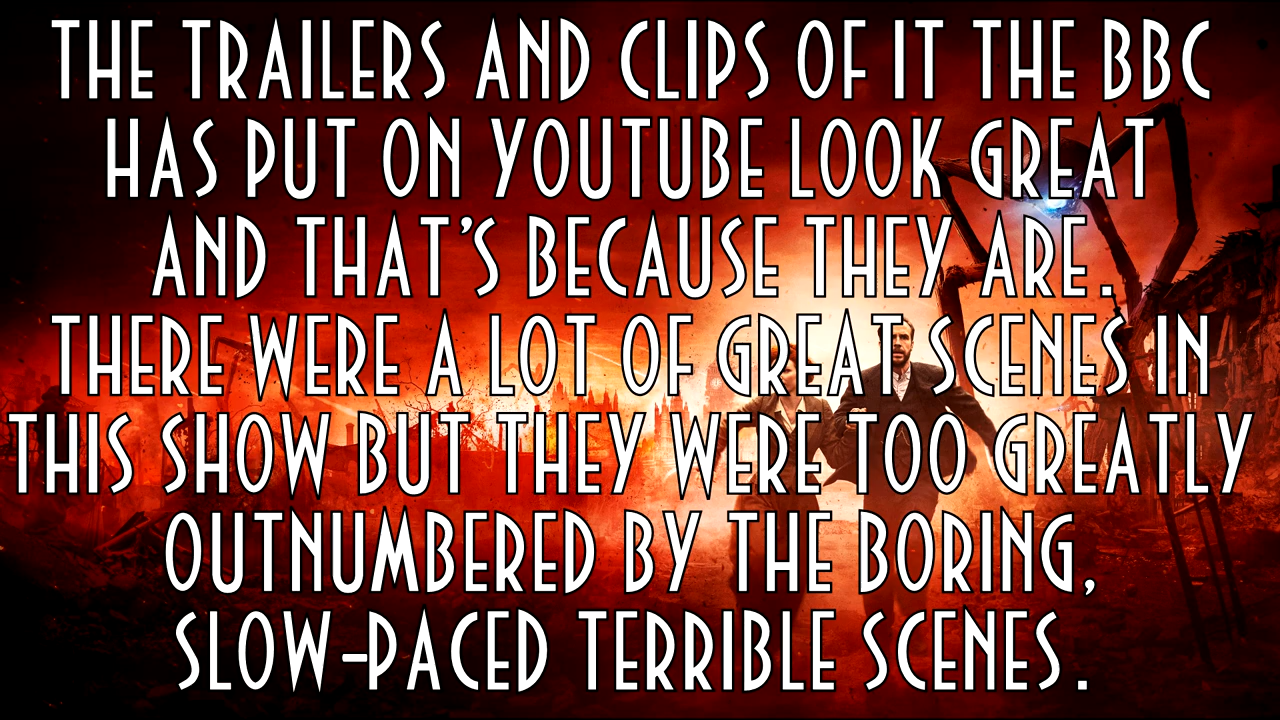 THE TRAILERS AND CLIPS OF IT THE BBC
HAS PUT ON YOUTUBE LOOK GREAT
AND THAT'S BECAUSE THEY ARE.
THERE WERE A LOT OF GREAT SCENES IN
THIS SHOW BUT THEY WERE TOO GREATLY
OUTNUMBERED BY THE BORING,
SLOW-PACED TERRIBLE SCENES.